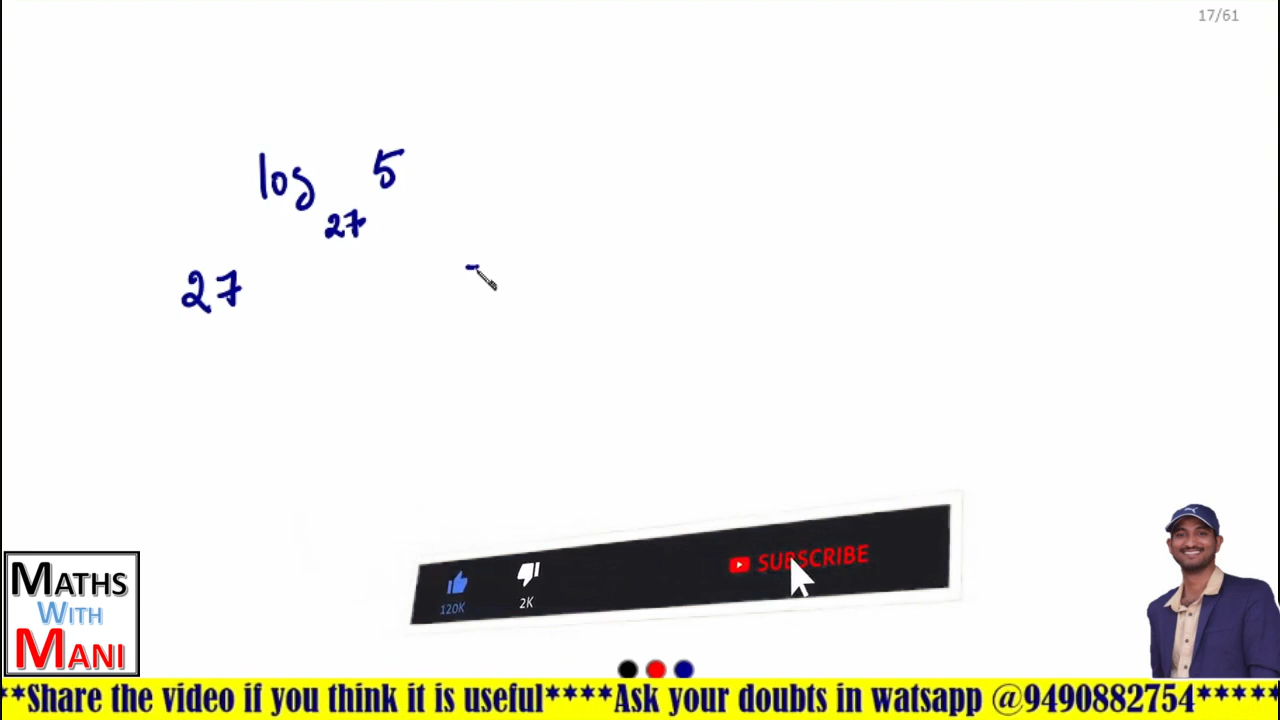 17/61
log 5
27
27
120K
2K
SUBSCRIBE
MATHS
WITH
MANI
**Share the video if you think it is useful****Ask your doubts in watsapp @9490882754*****